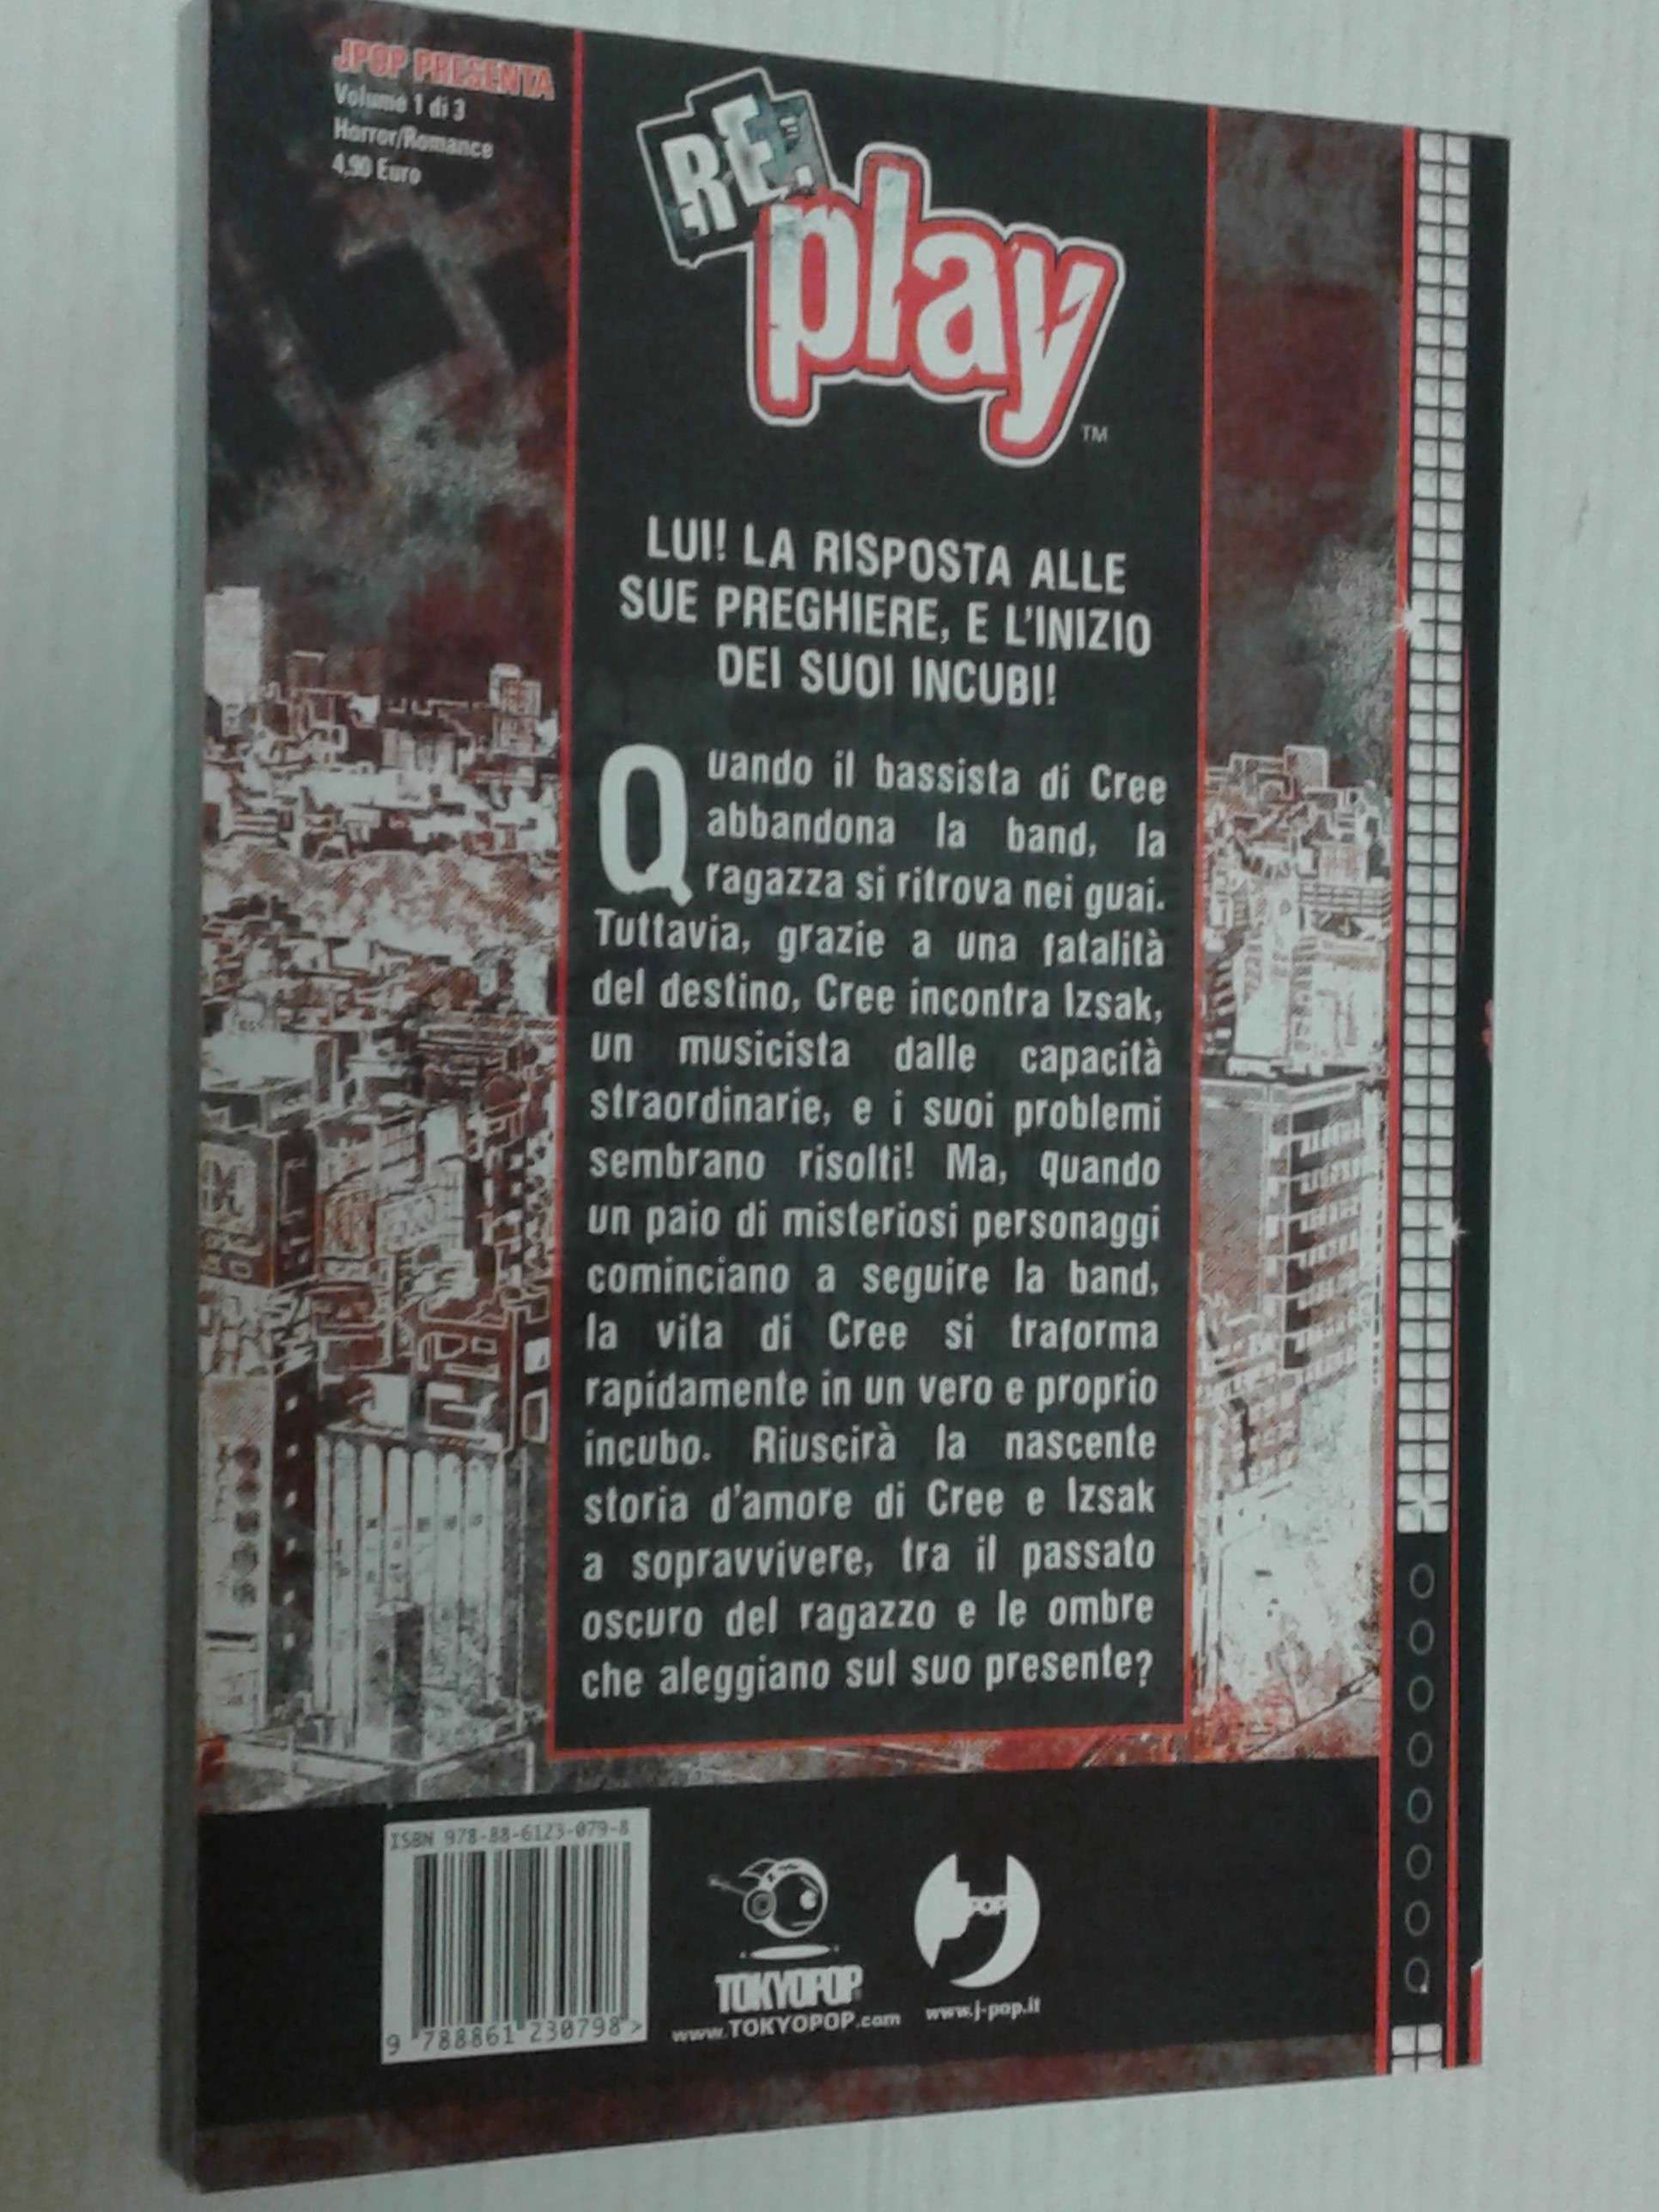 JPOP PRESENTA
Volume 1 di 3
Horror/Romance
4,90 Euro
RE:
play
TM
LUI! LA RISPOSTA ALLE
SUE PREGHIERE, E L'INIZIO
DEI SUOI INCUBI!
Quando il bassista di Cree
abbandona la band, la
ragazza si ritrova nei guai.
Tuttavia, grazie a una fatalità
del destino, Cree incontra Izsak,
un musicista dalle capacità
straordinarie, e i suoi problemi
sembrano risolti! Ma, quando
un paio di misteriosi personaggi
cominciano a seguire la band,
la vita di Cree si traforma
rapidamente in un vero e proprio
incubo. Riuscirà la nascente
storia d'amore di Cree e Izsak
a sopravvivere, tra il passato
oscuro del ragazzo e le ombre
che aleggiano sul suo presente?
ISBN 978-88-6123-079-8
9 788861 230798 >
TOKYOPOP
www.TOKYOPOP.com
J POP
www.j-pop.it